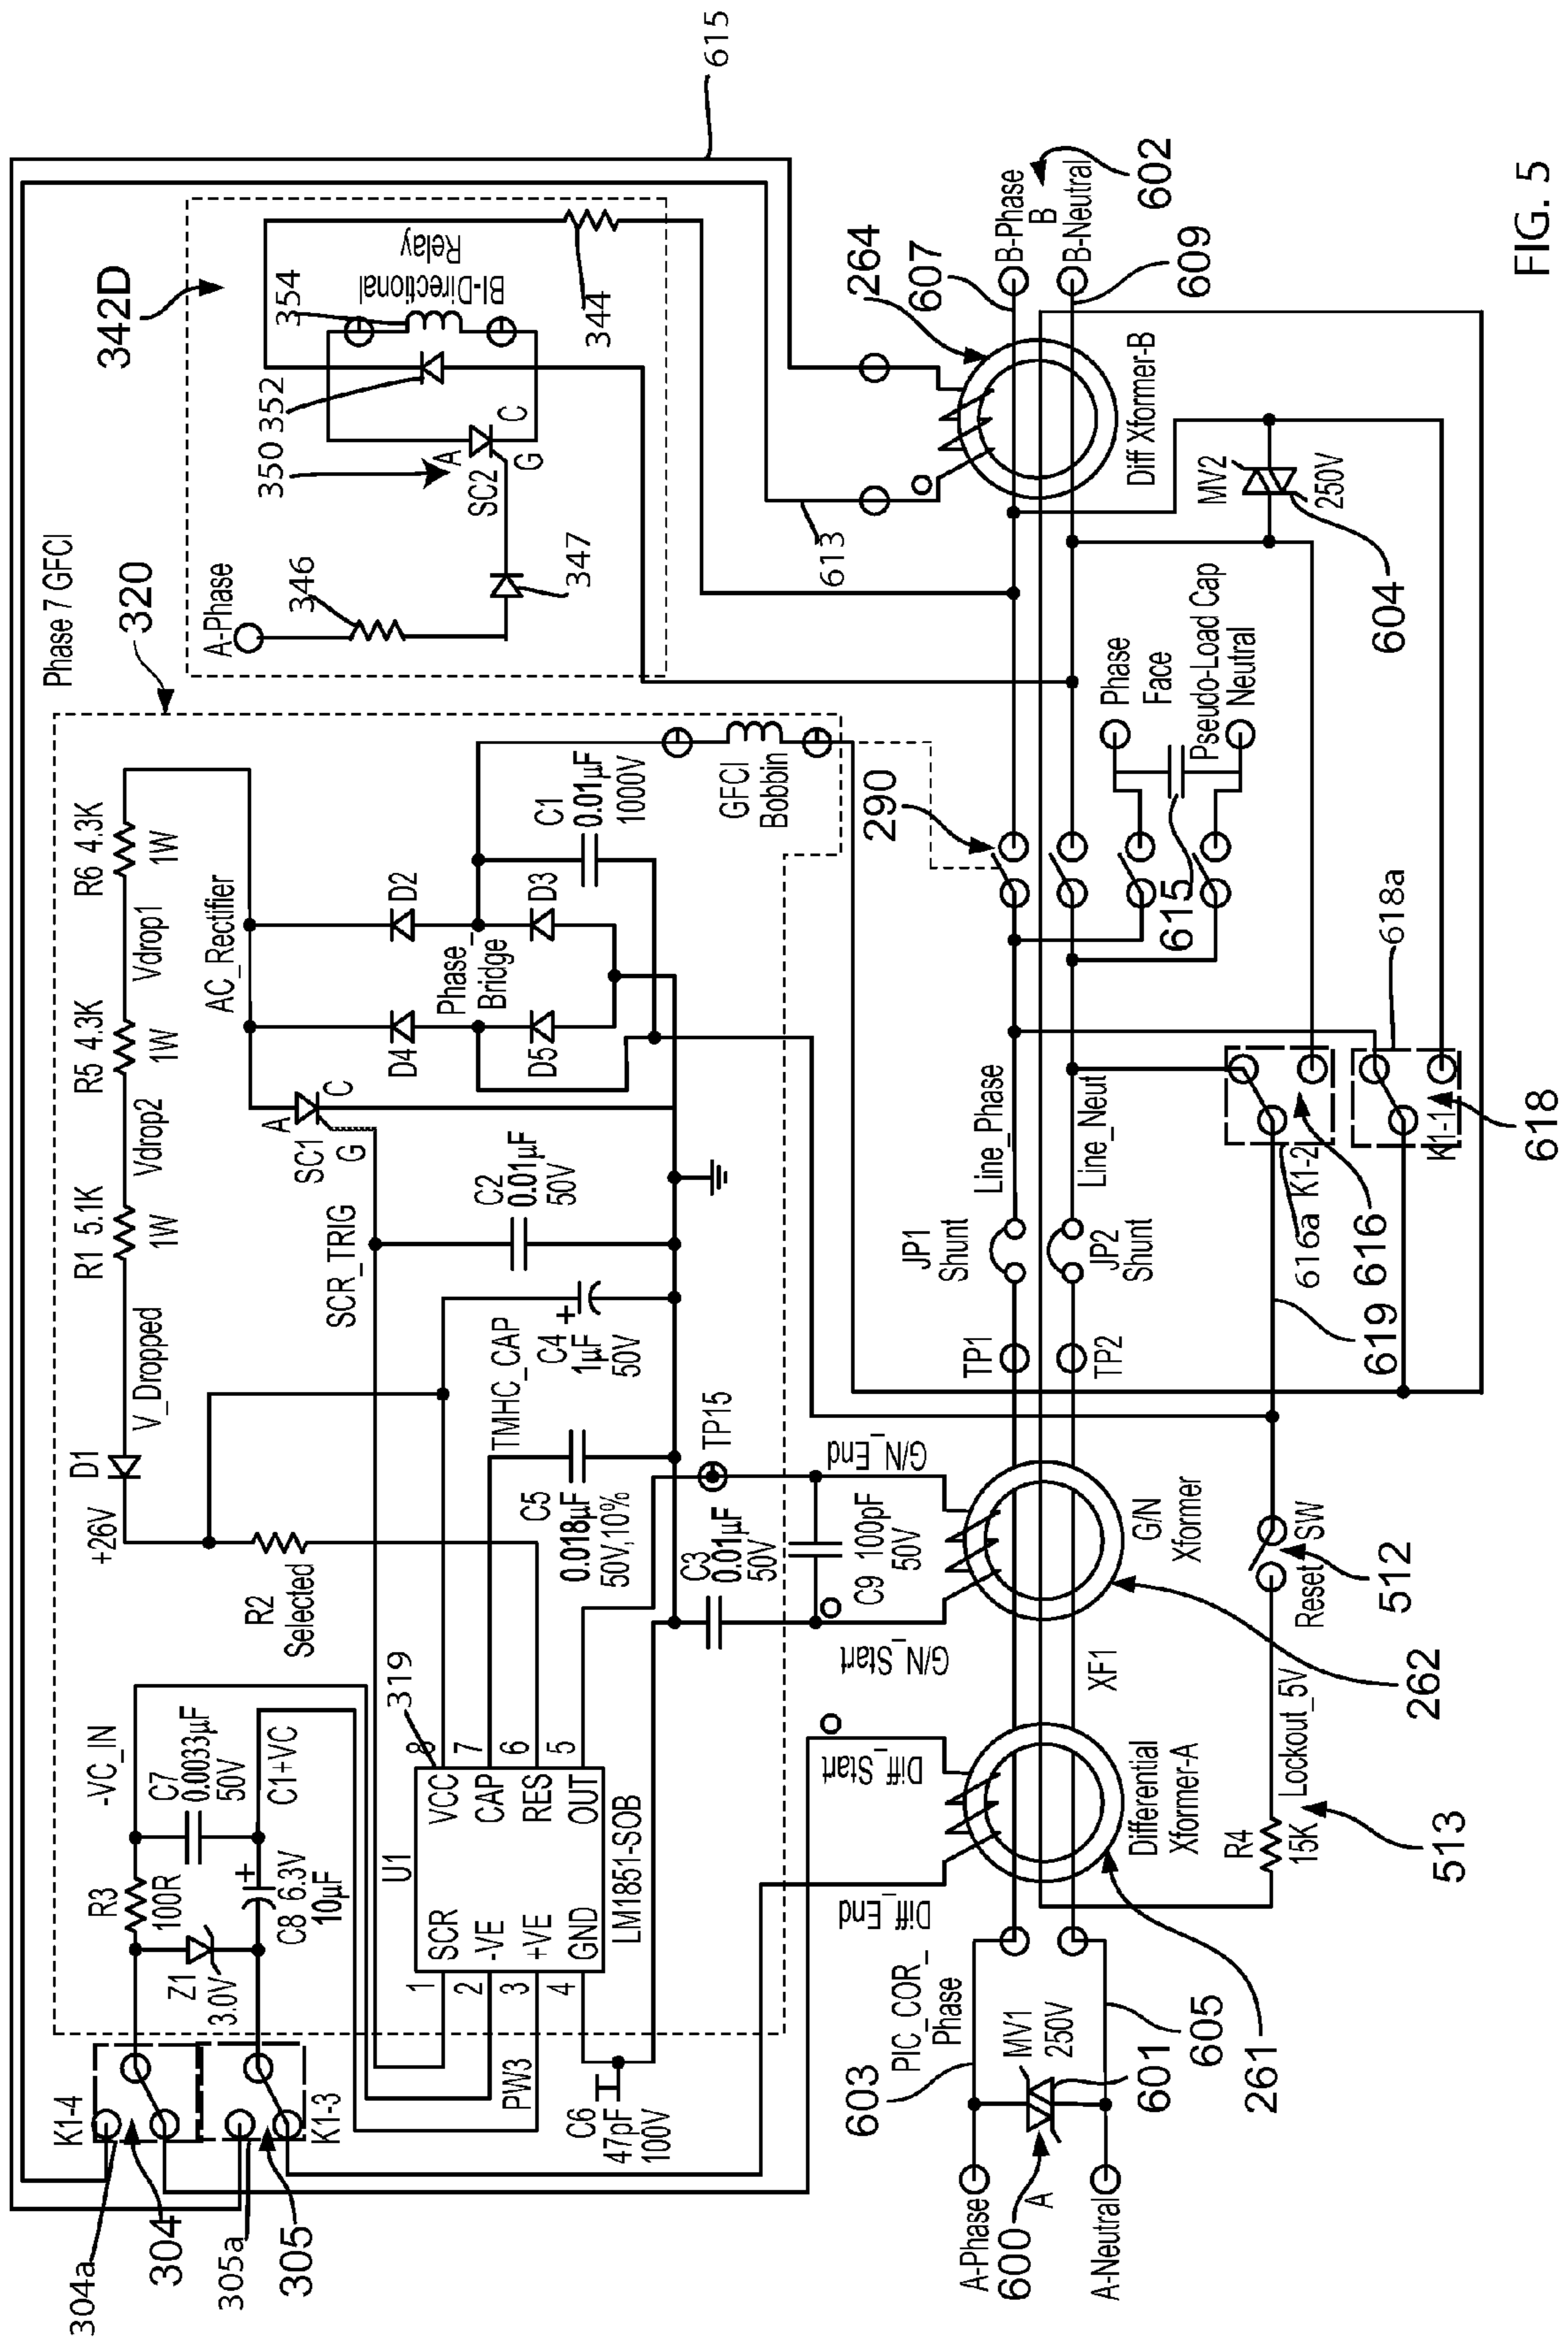 615
Phase 7 GFCI
320
342D
A-Phase
346
347
350
352
354
A
C
G
SC2
BI-Directional
Relay
344
613
R6 4.3K
1W
Vdrop1
R5 4.3K
1W
Vdrop2
R1 5.1K
1W
V_Dropped
D1
+26V
AC_Rectifier
D2
D3
D4
D5
Phase_
Bridge
C1
0.01µF
1000V
GFCI
Bobbin
A
C
G
SC1
SCR_TRIG
C2
0.01µF
50V
TMHC_CAP
C4
1µF
50V
+
R2
Selected
C5
0.018µF
50V,10%
TP15
C3
0.01µF
50V
C9 100pF
50V
G/N_End
G/N_Start
-VC_IN
C7
0.0033µF
50V
C1+VC
R3
100R
Z1
3.0V
+
C8 6.3V
10µF
319
U1
LM1851-SOB
SCR
-VE
+VE
GND
VCC
CAP
RES
OUT
1
2
3
4
8
7
6
5
PW3
C6
47pF
100V
K1-4
K1-3
304a
304
305a
305
Diff_Start
Diff_End
A-Phase
A-Neutral
A
600
603
PIC_COR_
Phase
MV1
250V
601
605
261
Differential
Xformer-A
XF1
262
G/N
Xformer
TP1
TP2
JP1
Shunt
JP2
Shunt
Line_Phase
Line_Neut
290
615
Phase
Face
Pseudo-Load Cap
Neutral
264
607
B-Phase
B
B-Neutral
602
609
Diff Xformer-B
MV2
250V
604
R4
15K
Lockout_5V
513
Reset SW
512
619
616a
K1-2
616
K1-1
618a
618
FIG. 5